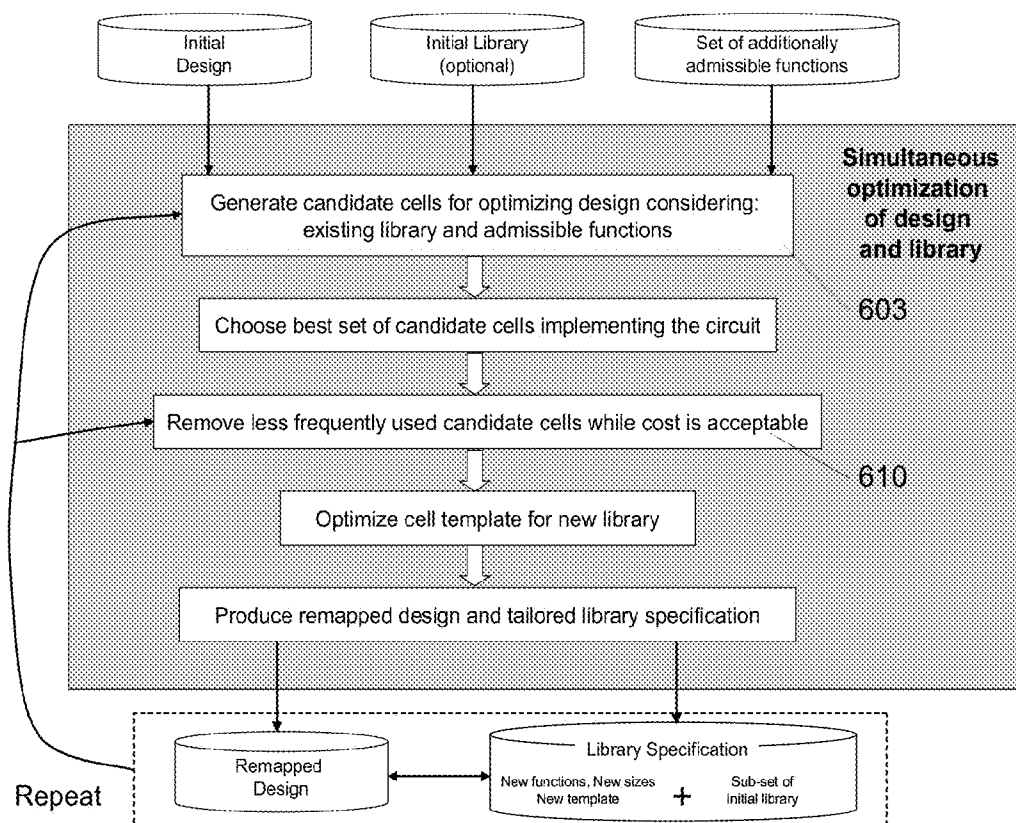 Initial
Design
Initial Library
(optional)
Set of additionally
admissible functions
Simultaneous
optimization
of design
and library
Generate candidate cells for optimizing design considering:
existing library and admissible functions
603
Choose best set of candidate cells implementing the circuit
Remove less frequently used candidate cells while cost is acceptable
610
Optimize cell template for new library
Produce remapped design and tailored library specification
Repeat
Remapped
Design
Library Specification
New functions, New sizes
New template
+
Sub-set of
initial library